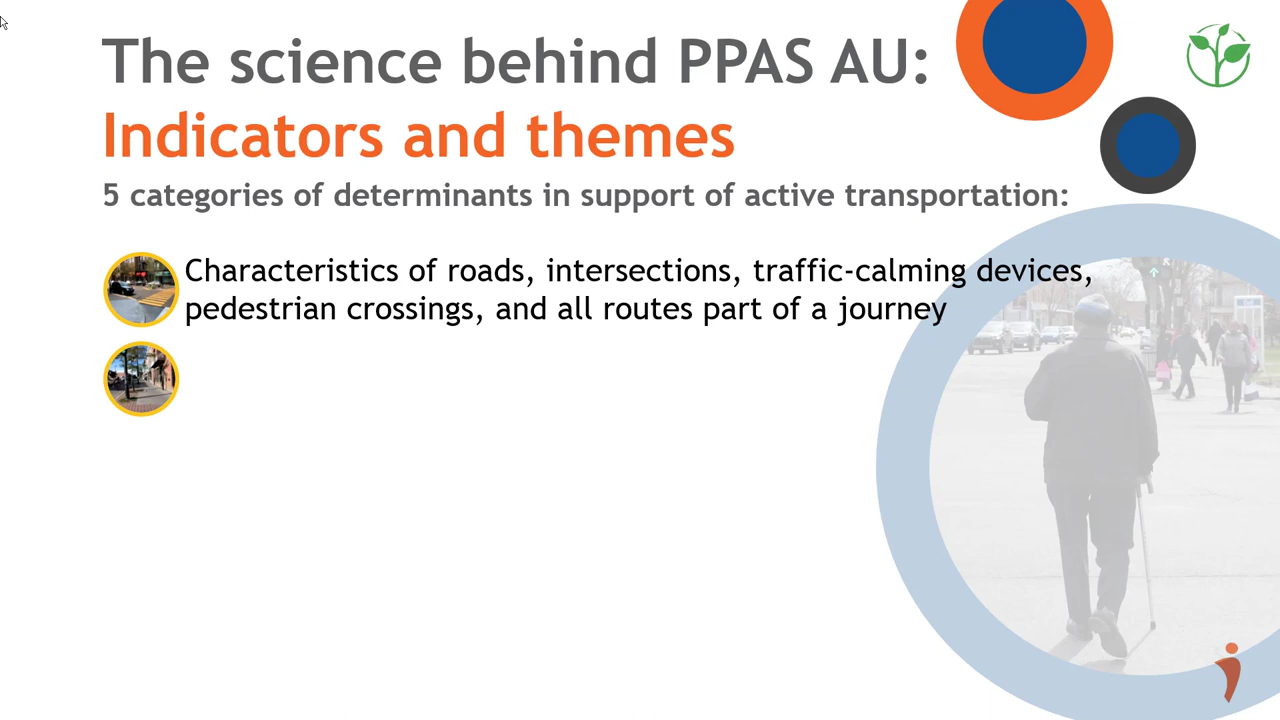 The science behind PPAS AU:
Indicators and themes
5 categories of determinants in support of active transportation:
Characteristics of roads, intersections, traffic-calming devices,
pedestrian crossings, and all routes part of a journey